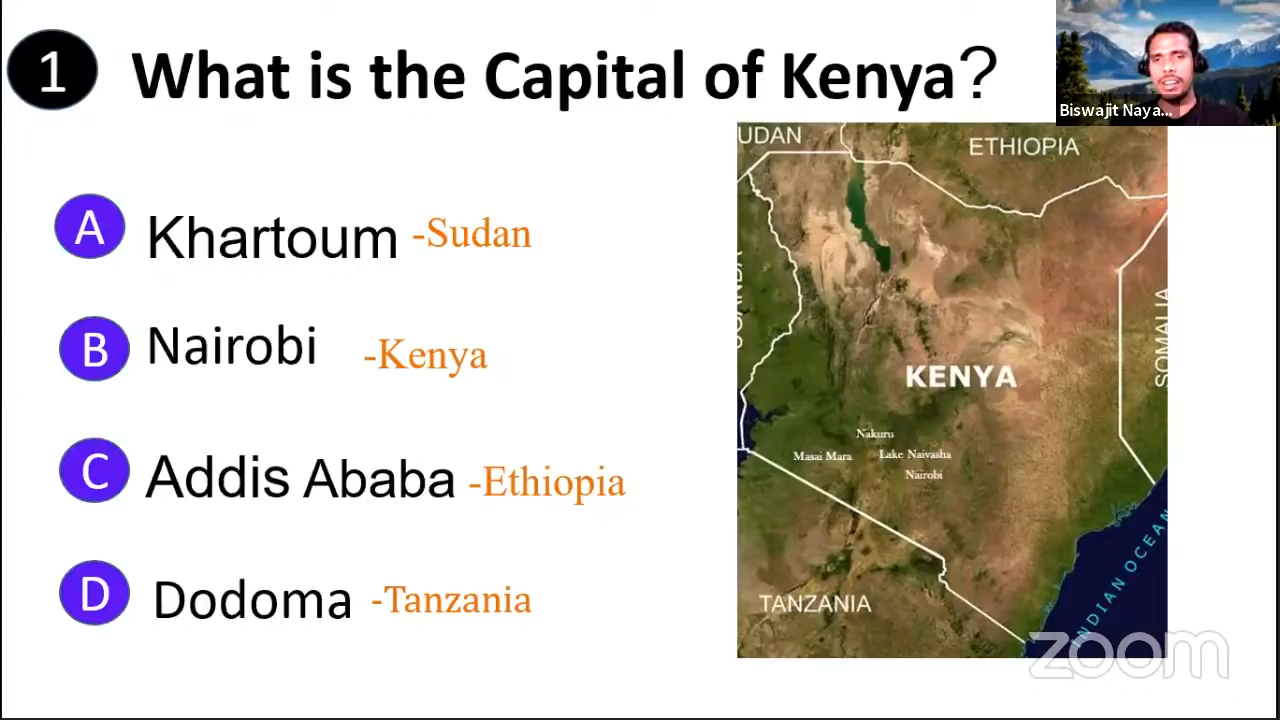 1 What is the Capital of Kenya?
Biswajit Naya...
A Khartoum -Sudan
B Nairobi -Kenya
C Addis Ababa -Ethiopia
D Dodoma -Tanzania
UDAN
ETHIOPIA
SOMALIA
KENYA
Nakuru
Masai Mara Lake Naivasha
Nairobi
TANZANIA
INDIAN OCEAN
zoom